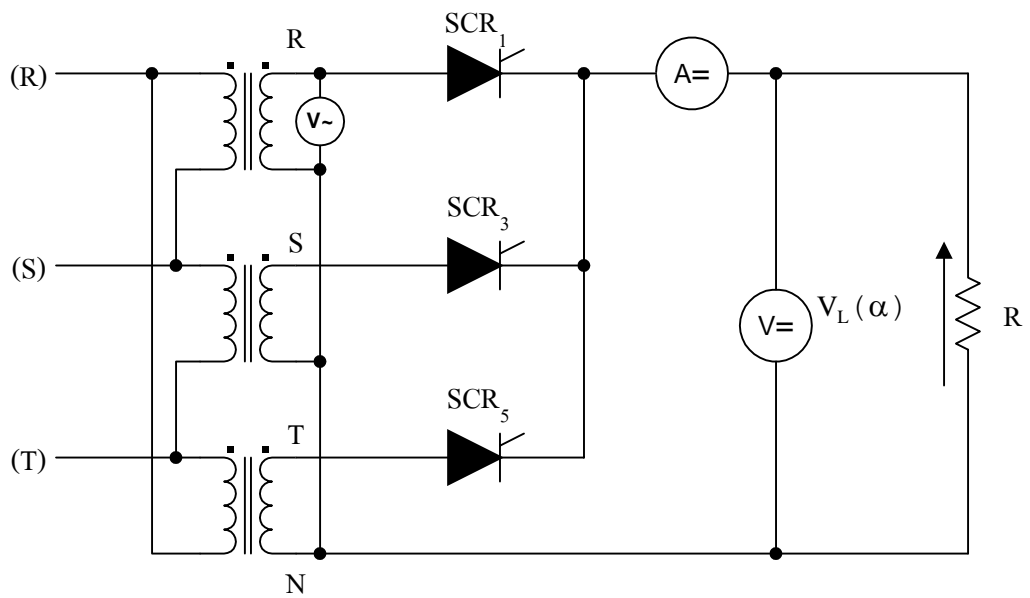 SCR1
R
(R)
A=
V~
SCR3
S
(S)
V=
VL(α)
R
SCR5
T
(T)
N